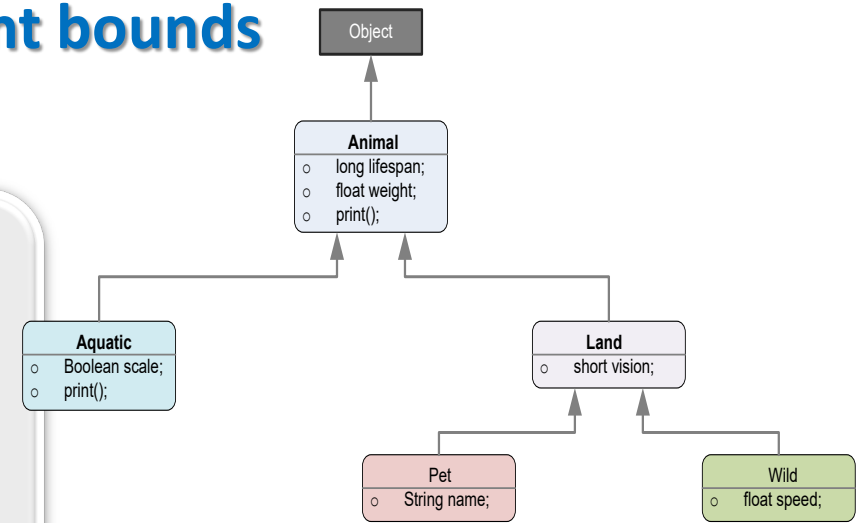 nt bounds
Object
Animal
○ long lifespan;
○ float weight;
○ print();
Aquatic
○ Boolean scale;
○ print();
Land
○ short vision;
Pet
○ String name;
Wild
○ float speed;